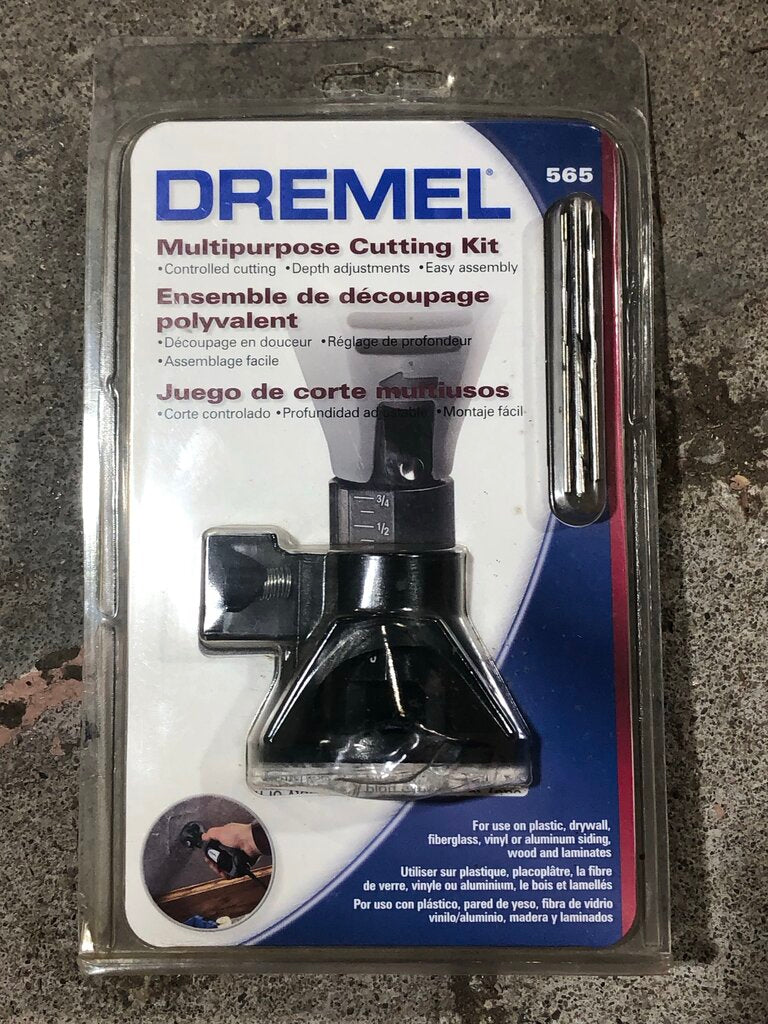 DREMEL®
565
Multipurpose Cutting Kit
•Controlled cutting •Depth adjustments •Easy assembly
Ensemble de découpage
polyvalent
•Découpage en douceur •Réglage de profondeur
•Assemblage facile
Juego de corte multiusos
•Corte controlado •Profundidad adjustable •Montaje fácil
3/4
1/2
For use on plastic, drywall,
fiberglass, vinyl or aluminum siding,
wood and laminates
Utiliser sur plastique, placoplâtre, la fibre
de verre, vinyle ou aluminium, le bois et lamellés
Por uso con plástico, pared de yeso, fibra de vidrio
vinilo/aluminio, madera y laminados